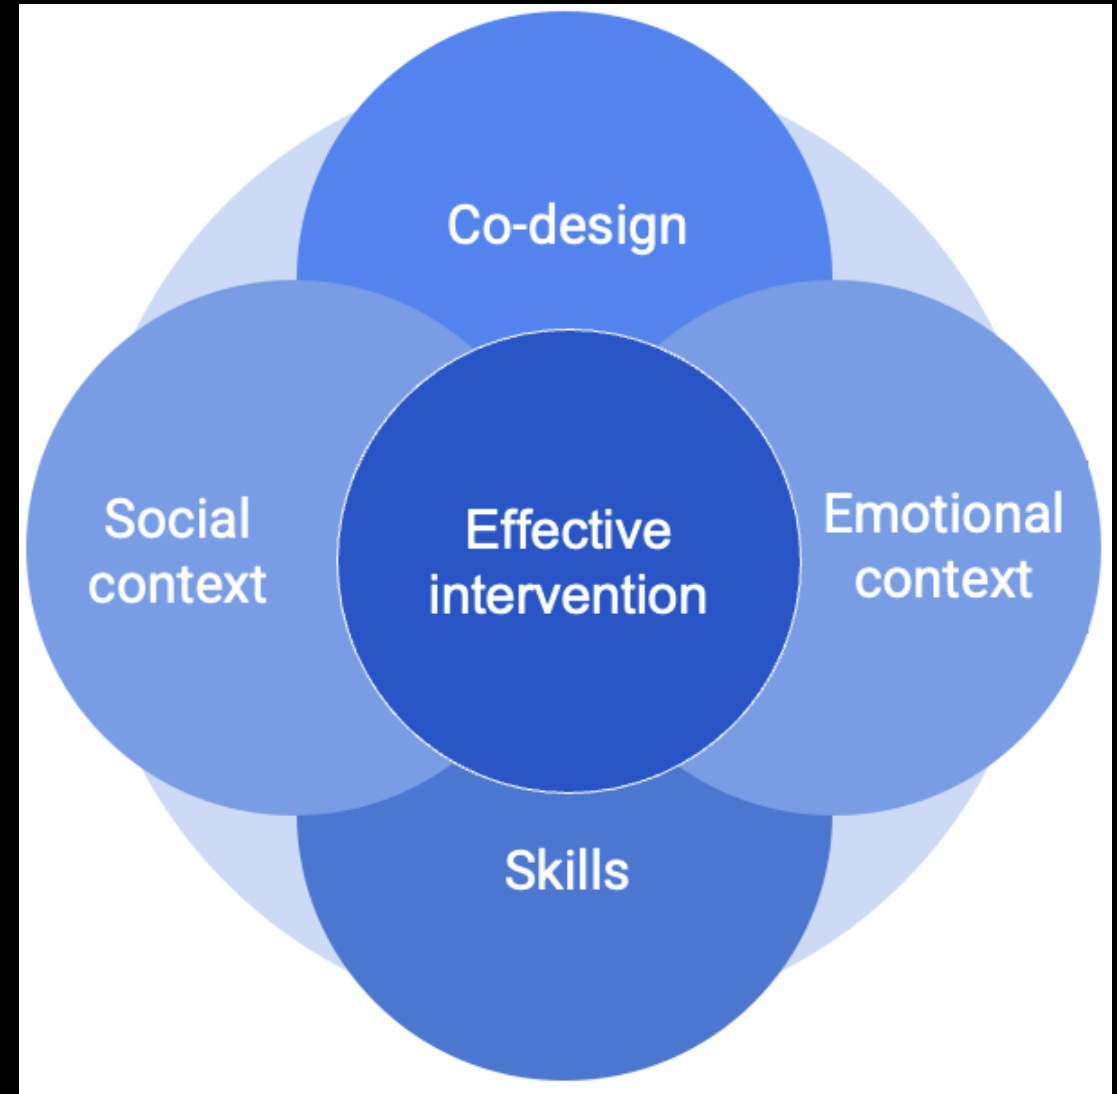 Co-design
Social
context
Effective
intervention
Emotional
context
Skills